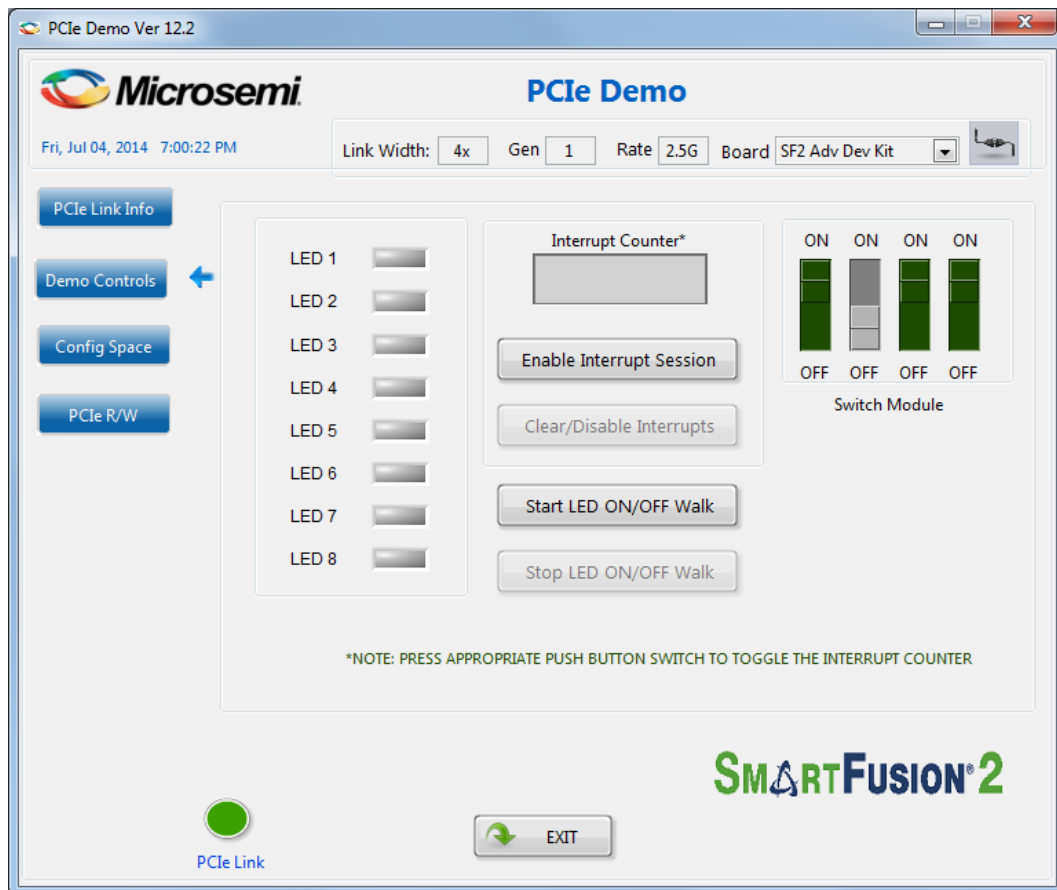 PCIe Demo Ver 12.2
Microsemi.
PCIe Demo
Fri, Jul 04, 2014 7:00:22 PM
Link Width: 4x Gen 1 Rate 2.5G Board SF2 Adv Dev Kit
PCIe Link Info
Demo Controls
Config Space
PCIe R/W
LED 1
LED 2
LED 3
LED 4
LED 5
LED 6
LED 7
LED 8
Interrupt Counter*
Enable Interrupt Session
Clear/Disable Interrupts
Start LED ON/OFF Walk
Stop LED ON/OFF Walk
ON ON ON ON
OFF OFF OFF OFF
Switch Module
*NOTE: PRESS APPROPRIATE PUSH BUTTON SWITCH TO TOGGLE THE INTERRUPT COUNTER
SMARTFUSION®2
PCIe Link
EXIT